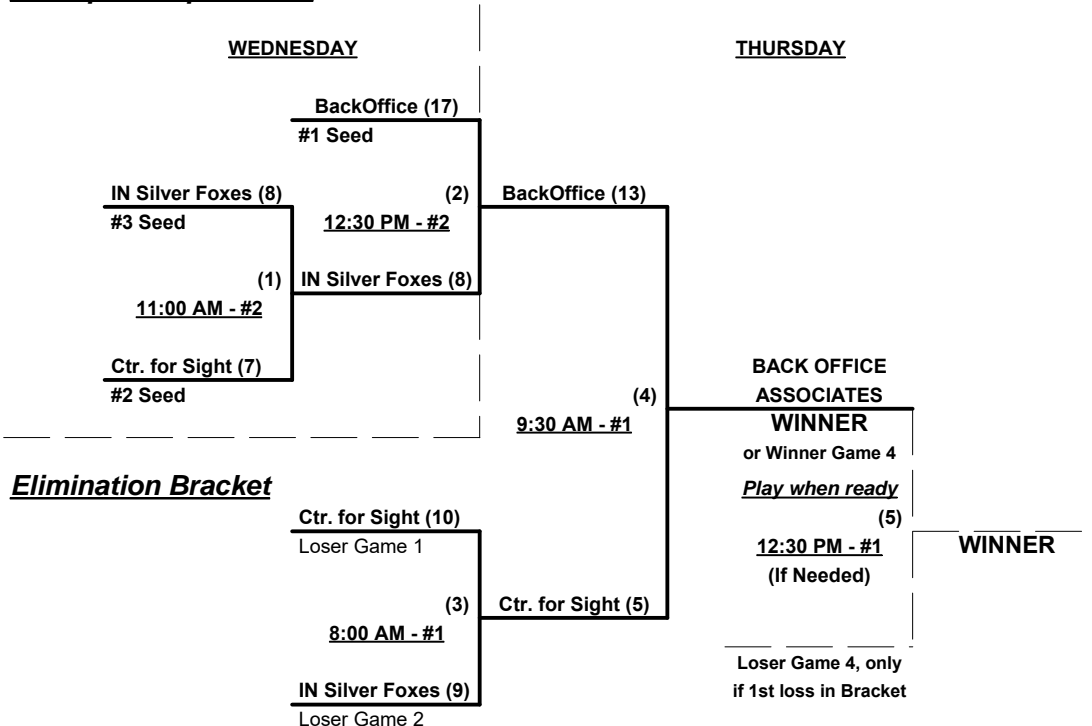 WEDNESDAY
THURSDAY
BackOffice (17)
#1 Seed
IN Silver Foxes (8)
(2)
BackOffice (13)
#3 Seed
12:30 PM - #2
(1)
IN Silver Foxes (8)
11:00 AM - #2
Ctr. for Sight (7)
#2 Seed
BACK OFFICE
ASSOCIATES
(4)
9:30 AM - #1
WINNER
or Winner Game 4
Elimination Bracket
Play when ready
Ctr. for Sight (10)
(5)
Loser Game 1
12:30 PM - #1
WINNER
(If Needed)
(3)
Ctr. for Sight (5)
8:00 AM - #1
Loser Game 4, only
if 1st loss in Bracket
IN Silver Foxes (9)
Loser Game 2